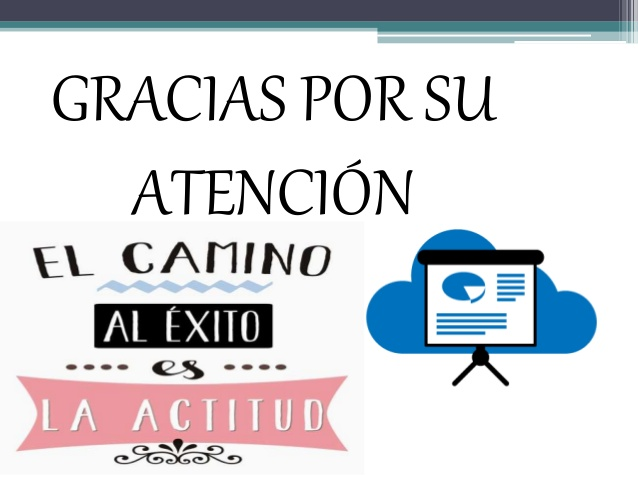 GRACIAS POR SU
ATENCIÓN
EL CAMINO
AL ÉXITO
es
LA ACTITUD